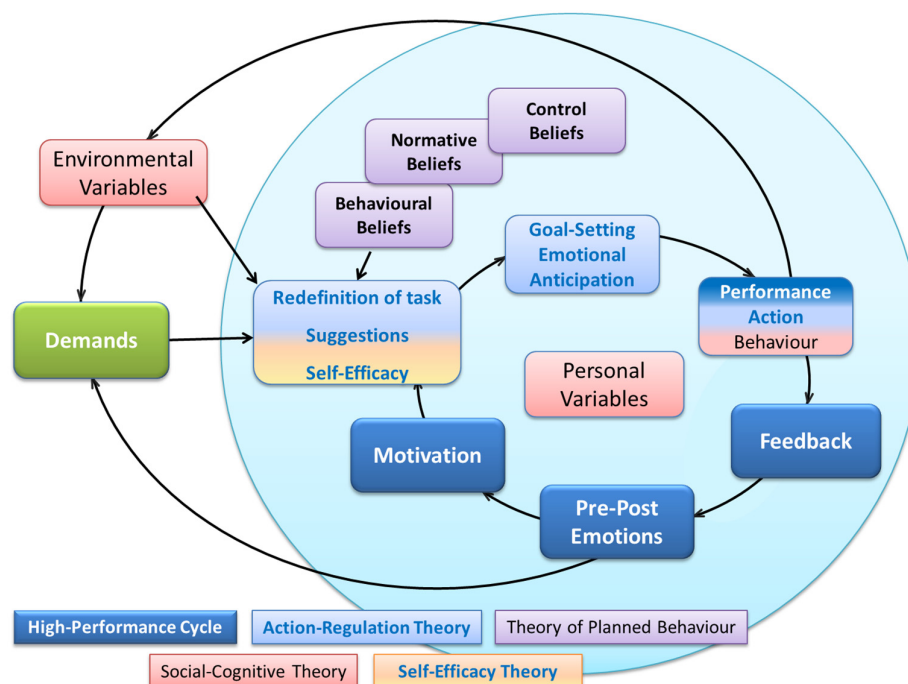 Control
Beliefs
Normative
Beliefs
Behavioural
Beliefs
Environmental
Variables
Goal-Setting
Emotional
Anticipation
Redefinition of task
Suggestions
Self-Efficacy
Performance
Action
Behaviour
Demands
Personal
Variables
Motivation
Feedback
Pre-Post
Emotions
High-Performance Cycle
Action-Regulation Theory
Theory of Planned Behaviour
Social-Cognitive Theory
Self-Efficacy Theory